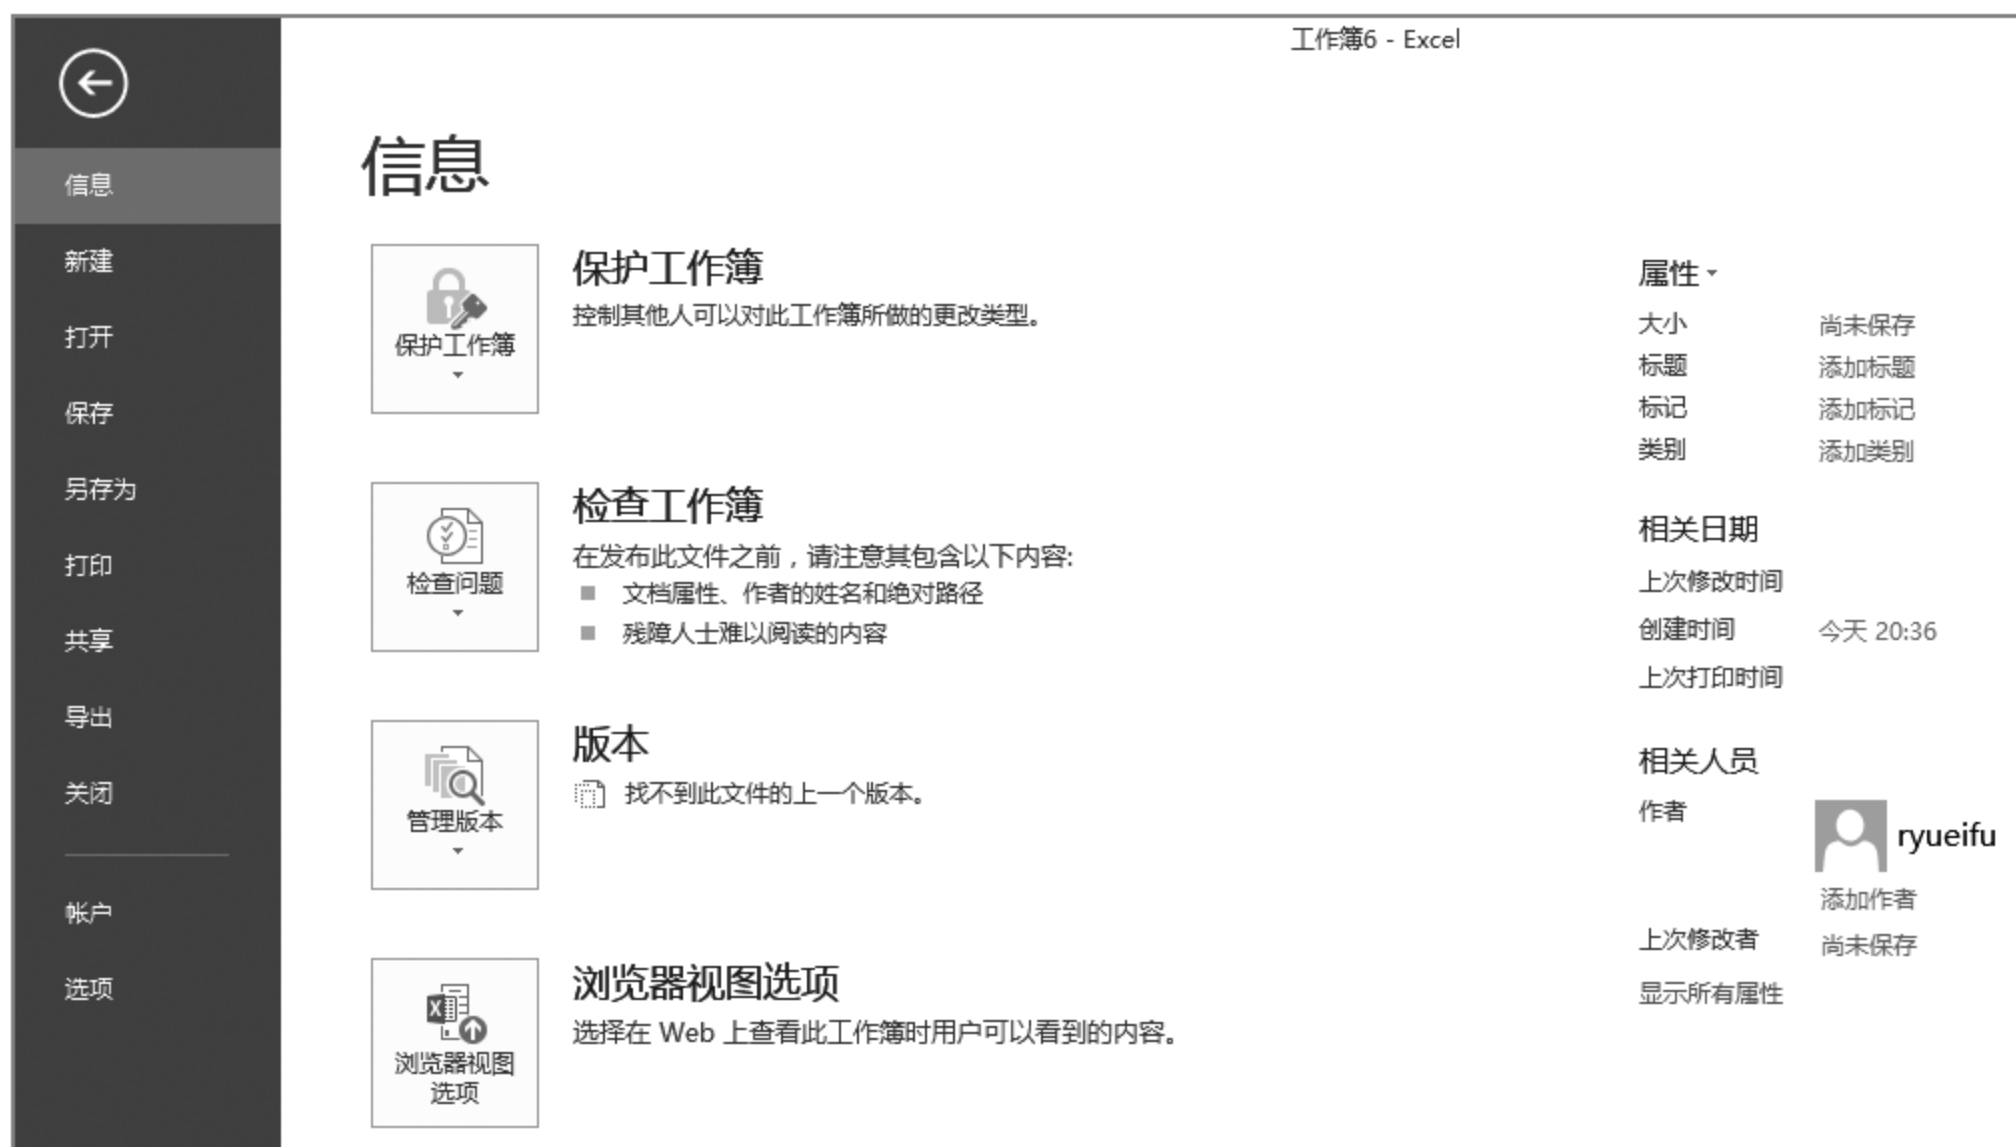 工作簿6 - Excel
信息
新建
打开
保存
另存为
打印
共享
导出
关闭
帐户
选项
信息
保护工作簿
保护工作簿
控制其他人可以对此工作簿所做的更改类型。
检查问题
检查工作簿
在发布此文件之前，请注意其包含以下内容:
文档属性、作者的姓名和绝对路径
残障人士难以阅读的内容
管理版本
版本
找不到此文件的上一个版本。
浏览器视图
选项
浏览器视图选项
选择在 Web 上查看此工作簿时用户可以看到的内容。
属性
大小 尚未保存
标题 添加标题
标记 添加标记
类别 添加类别
相关日期
上次修改时间
创建时间 今天 20:36
上次打印时间
相关人员
作者
ryueifu
添加作者
上次修改者 尚未保存
显示所有属性